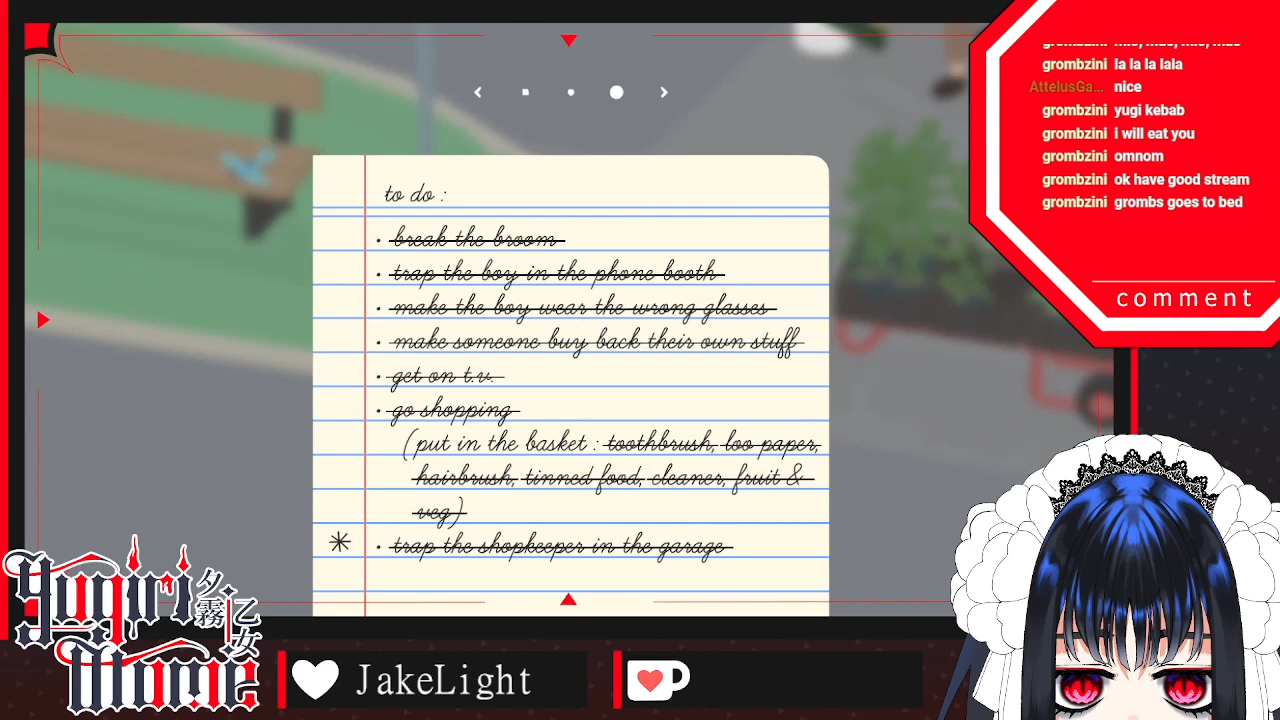 grombzini la la la lala
AttelusGa... nice
grombzini yugi kebab
grombzini i will eat you
grombzini omnom
grombzini ok have good stream
grombzini grombs goes to bed
comment
to do :
• break the broom
• trap the boy in the phone booth
• make the boy wear the wrong glasses
• make someone buy back their own stuff
• get on t.v.
• go shopping
(put in the basket : toothbrush, loo paper,
hairbrush, tinned food, cleaner, fruit &
veg)
• trap the shopkeeper in the garage
Yugiri
夕霧
乙女
JakeLight